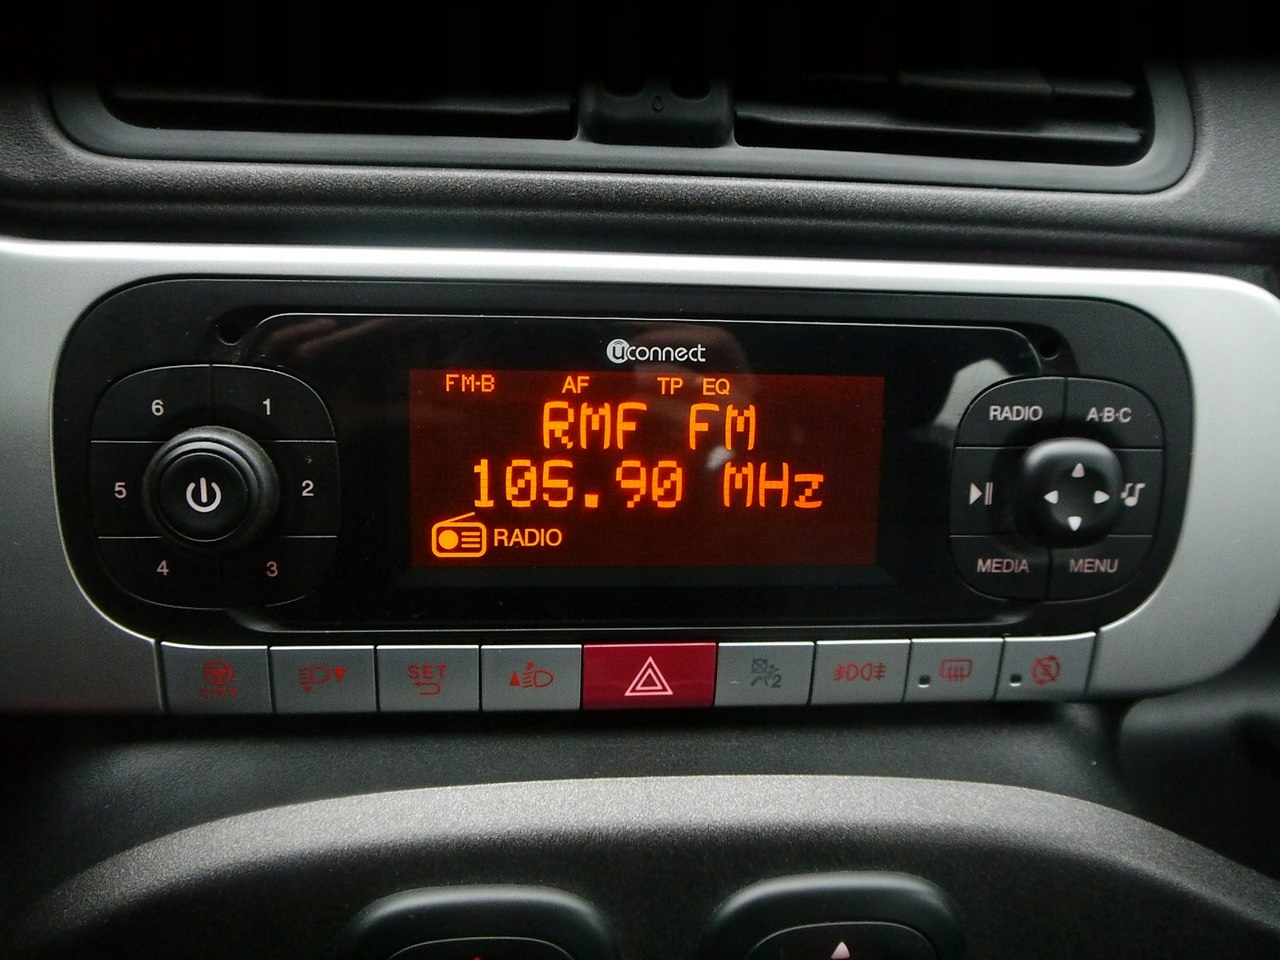 uconnect
FM-B AF TP EQ
RMF FM
105.90 MHz
RADIO
6 1
5 2
4 3
RADIO A·B·C
MEDIA MENU
SET
2